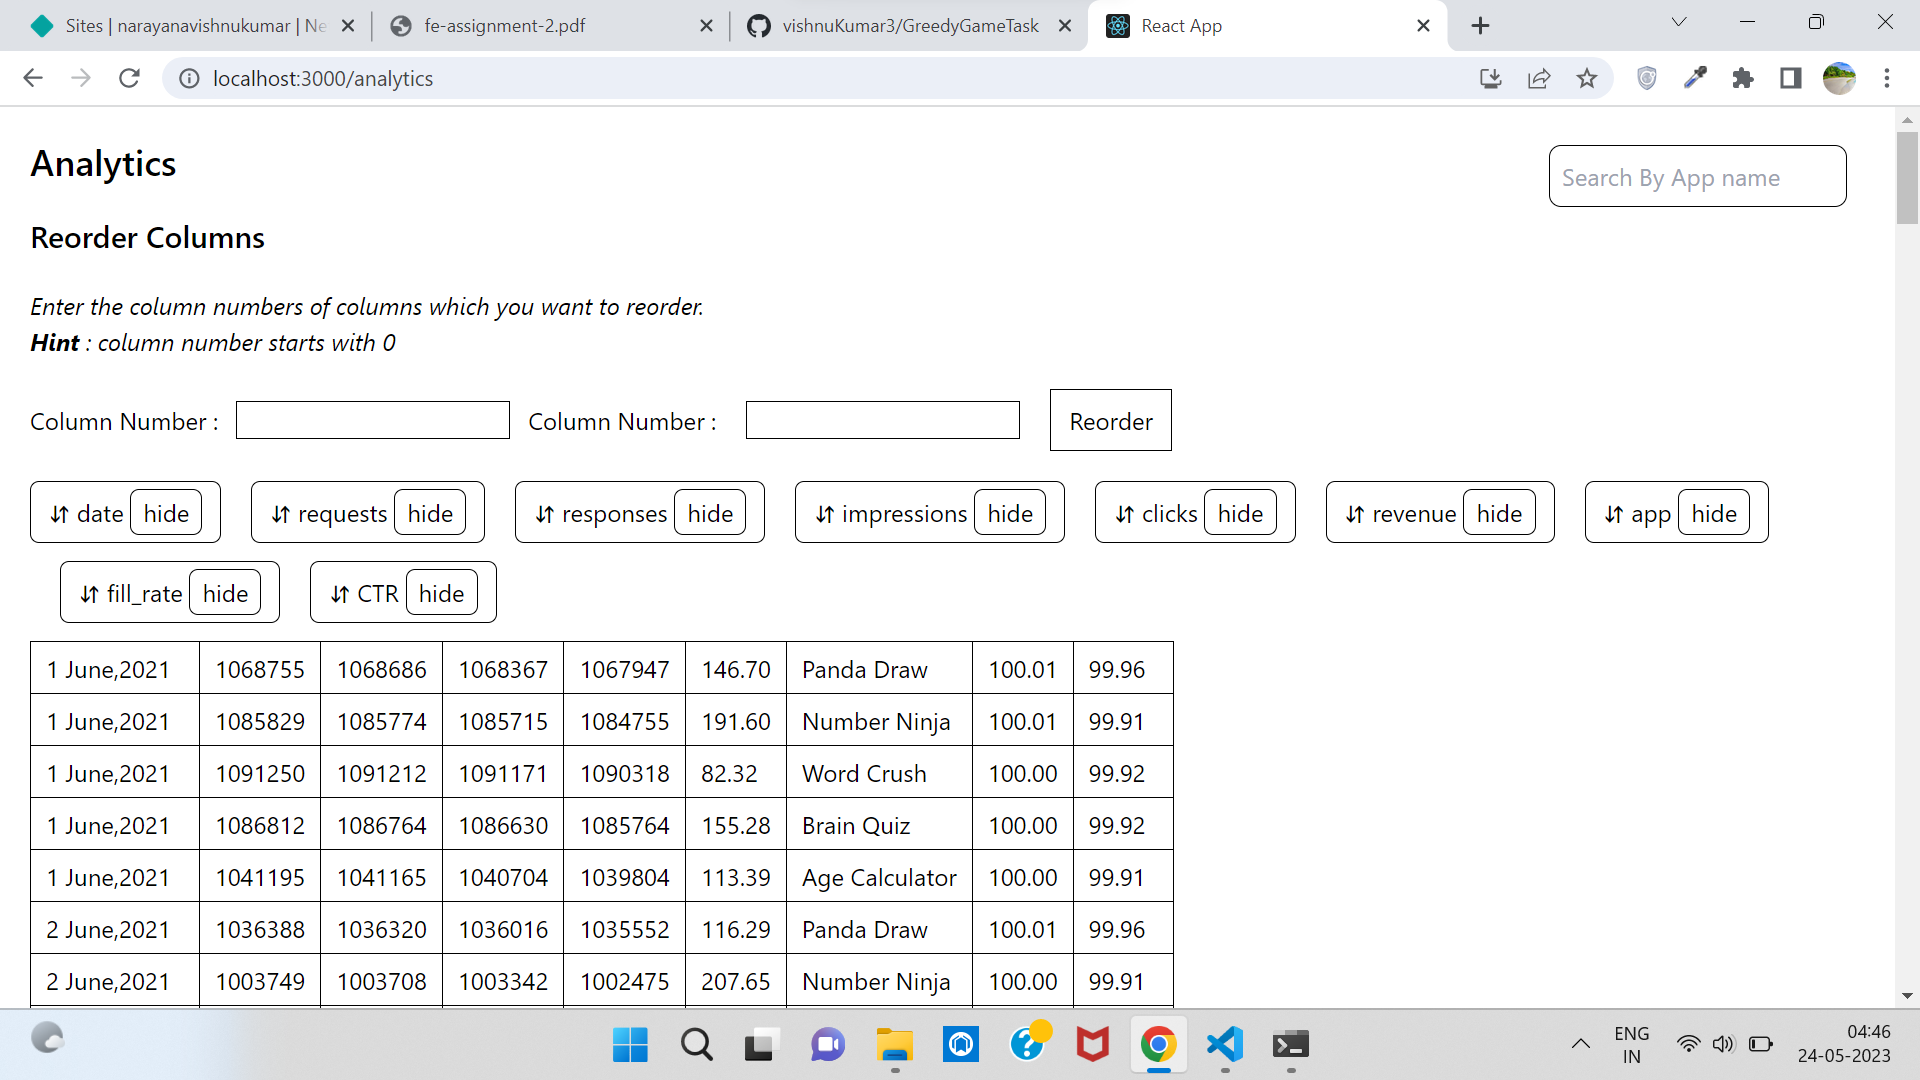 Sites | narayanavishnukumar | Ne
fe-assignment-2.pdf
vishnuKumar3/GreedyGameTask
React App
localhost:3000/analytics
Analytics
Search By App name
Reorder Columns
Enter the column numbers of columns which you want to reorder.
Hint : column number starts with 0
Column Number : Column Number : Reorder
⇵ date hide ⇵ requests hide ⇵ responses hide ⇵ impressions hide ⇵ clicks hide ⇵ revenue hide ⇵ app hide
⇵ fill_rate hide ⇵ CTR hide
1 June,2021 1068755 1068686 1068367 1067947 146.70 Panda Draw 100.01 99.96
1 June,2021 1085829 1085774 1085715 1084755 191.60 Number Ninja 100.01 99.91
1 June,2021 1091250 1091212 1091171 1090318 82.32 Word Crush 100.00 99.92
1 June,2021 1086812 1086764 1086630 1085764 155.28 Brain Quiz 100.00 99.92
1 June,2021 1041195 1041165 1040704 1039804 113.39 Age Calculator 100.00 99.91
2 June,2021 1036388 1036320 1036016 1035552 116.29 Panda Draw 100.01 99.96
2 June,2021 1003749 1003708 1003342 1002475 207.65 Number Ninja 100.00 99.91
ENG
IN
04:46
24-05-2023